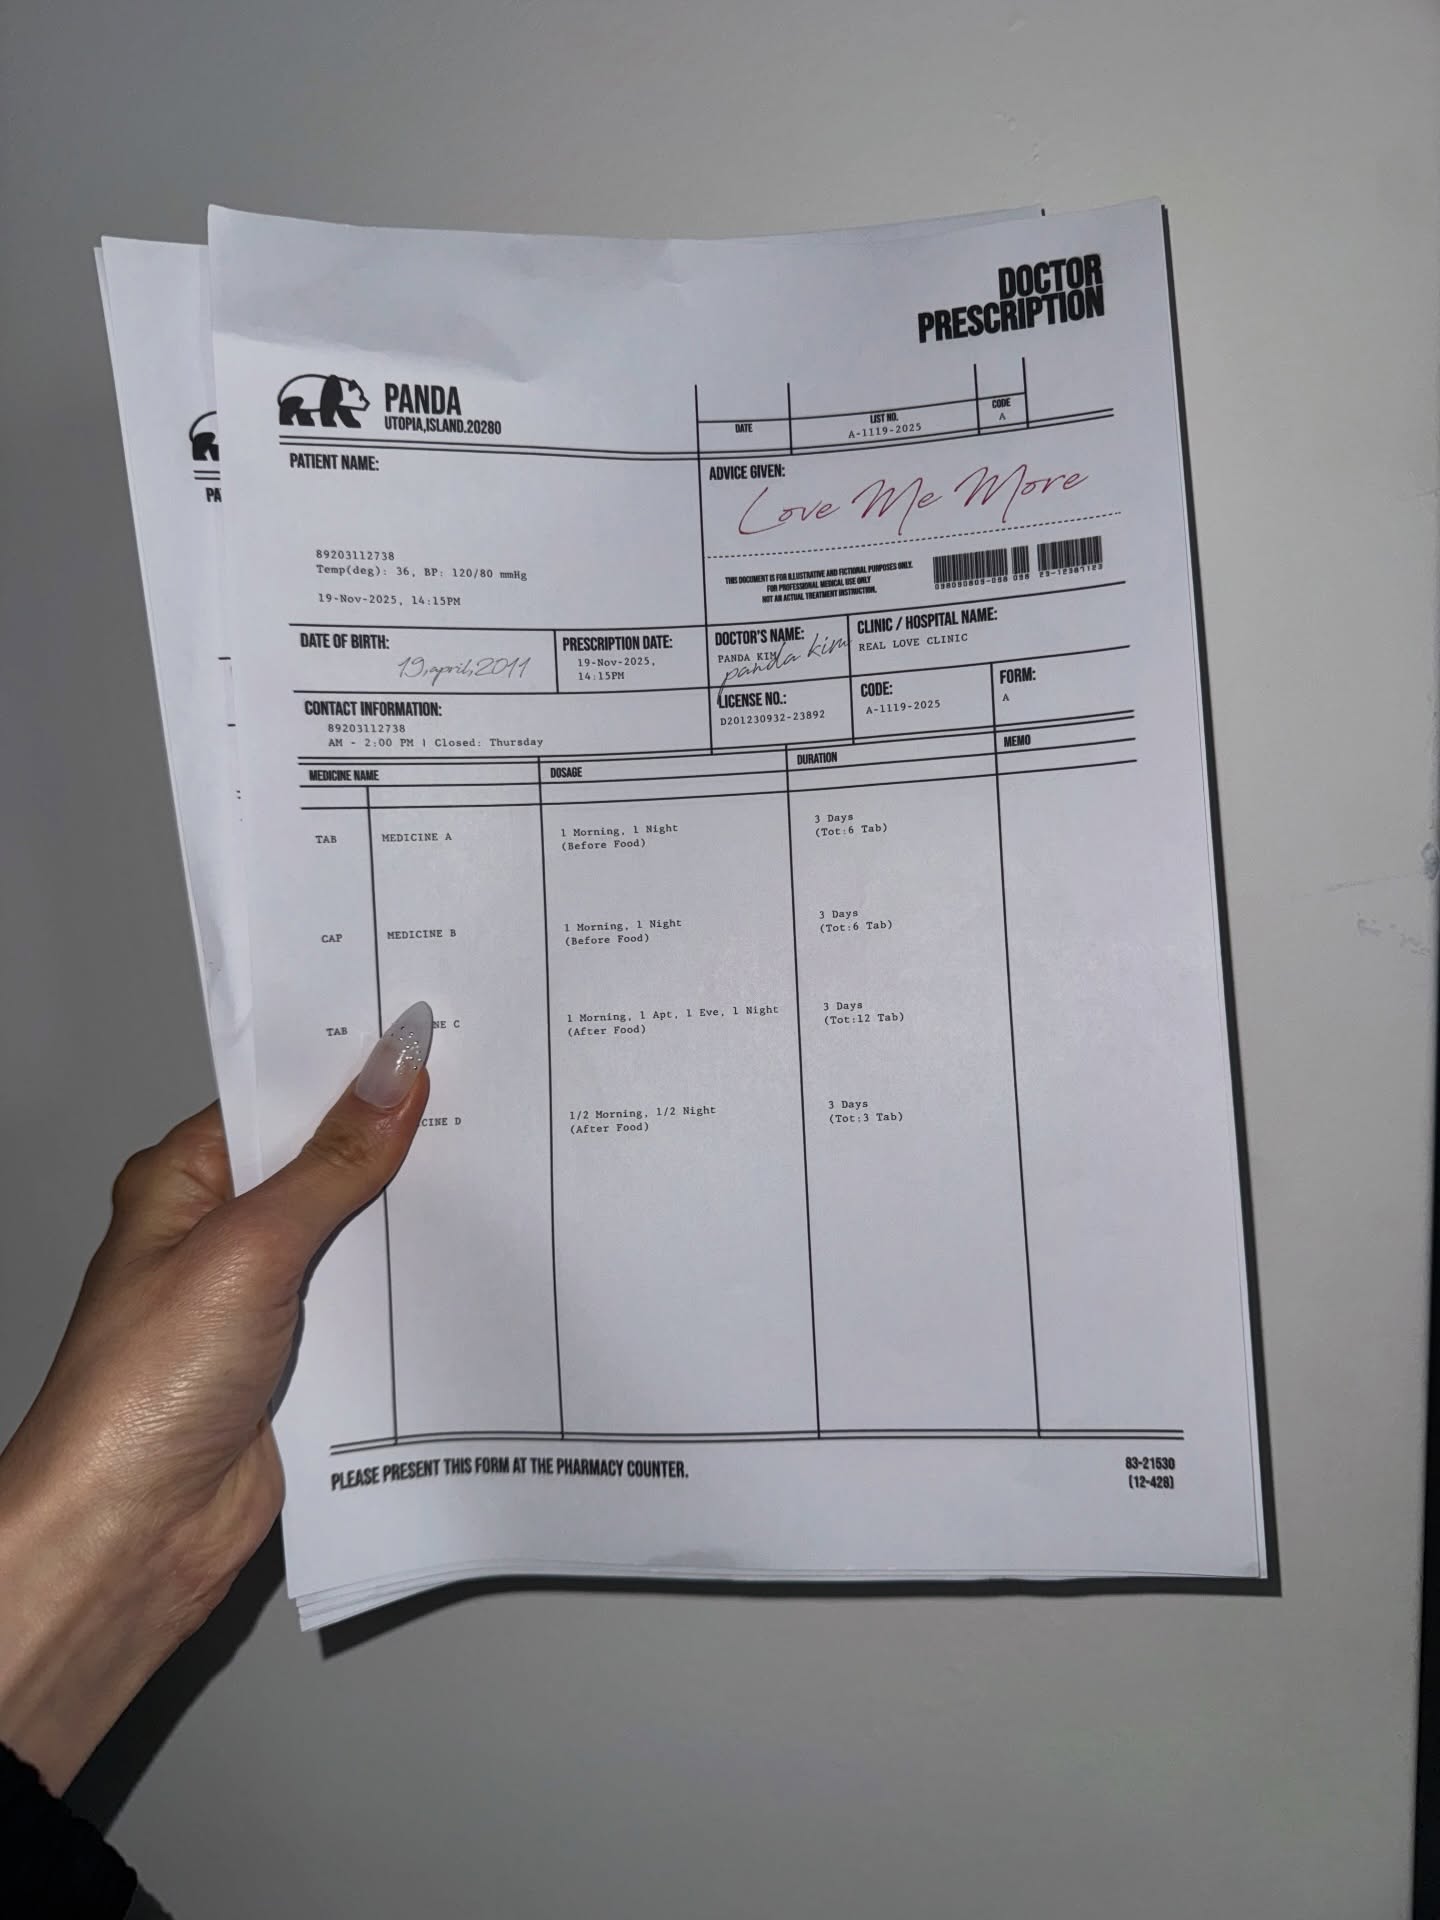 DOCTOR
PRESCRIPTION
PANDA
UTOPIA,ISLAND.20280
DATE
LIST NO.
A-1119-2025
CODE
A
PATIENT NAME:
89203112738
Temp(deg): 36, BP: 120/80 mmHg
19-Nov-2025, 14:15PM
ADVICE GIVEN:
Love Me More
THIS DOCUMENT IS FOR ILLUSTRATIVE AND FICTIONAL PURPOSES ONLY.
FOR PROFESSIONAL MEDICAL USE ONLY
NOT AN ACTUAL TREATMENT INSTRUCTION.
DATE OF BIRTH:
19,april,2011
PRESCRIPTION DATE:
19-Nov-2025,
14:15PM
DOCTOR'S NAME:
PANDA KIM
panda kim
CLINIC / HOSPITAL NAME:
REAL LOVE CLINIC
CONTACT INFORMATION:
89203112738
AM - 2:00 PM | Closed: Thursday
LICENSE NO.:
D201230932-23892
CODE:
A-1119-2025
FORM:
A
MEDICINE NAME
DOSAGE
DURATION
MEMO
TAB
MEDICINE A
1 Morning, 1 Night
(Before Food)
3 Days
(Tot:6 Tab)
CAP
MEDICINE B
1 Morning, 1 Night
(Before Food)
3 Days
(Tot:6 Tab)
TAB
NE C
1 Morning, 1 Apt, 1 Eve, 1 Night
(After Food)
3 Days
(Tot:12 Tab)
CINE D
1/2 Morning, 1/2 Night
(After Food)
3 Days
(Tot:3 Tab)
PLEASE PRESENT THIS FORM AT THE PHARMACY COUNTER.
83-21530
(12-428)
PA